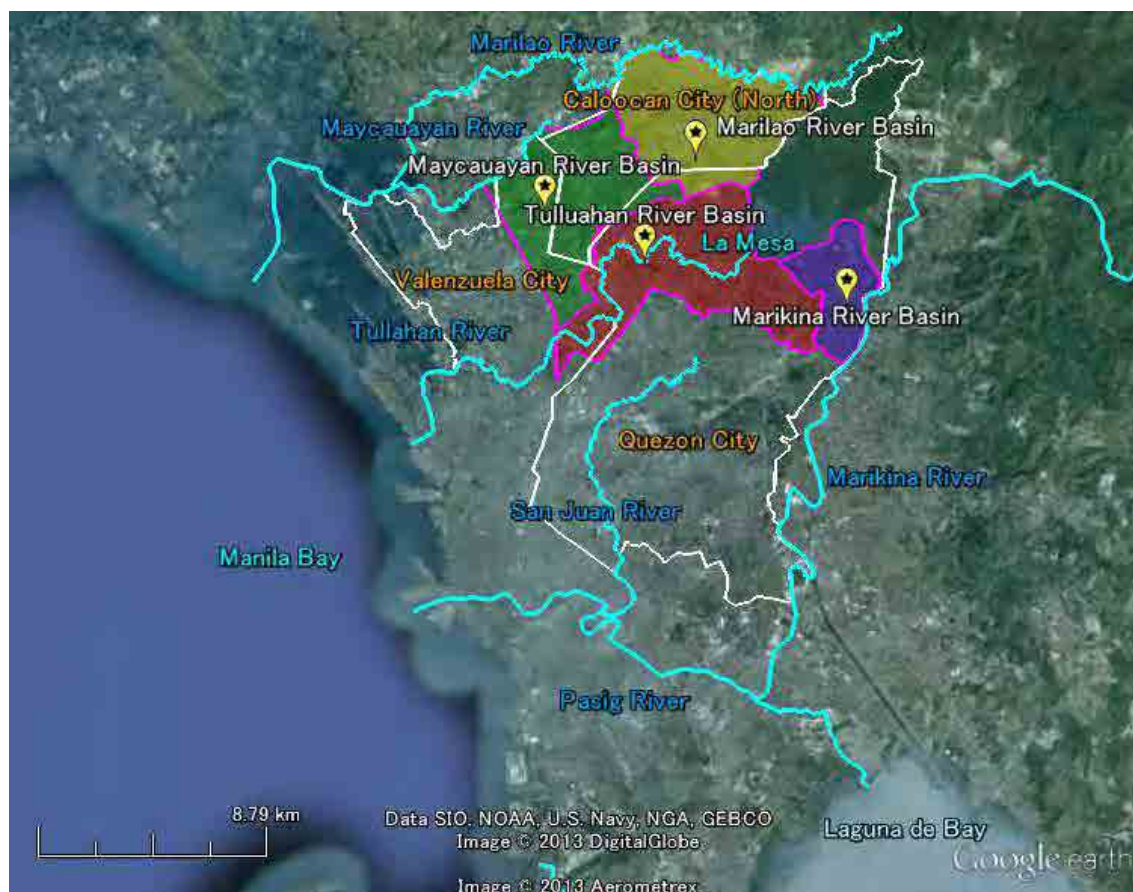 Marilao River
Caloocan City (North)
Maycauayan River
Marilao River Basin
Maycauayan River Basin
Tulluahan River Basin
La Mesa
Valenzuela City
Marikina River Basin
Tullahan River
Quezon City
Marikina River
San Juan River
Manila Bay
Pasig River
8.79 km
Data SIO, NOAA, U.S. Navy, NGA, GEBCO
Image © 2013 DigitalGlobe
Laguna de Bay
Google earth
Image © 2013 Aerometrex